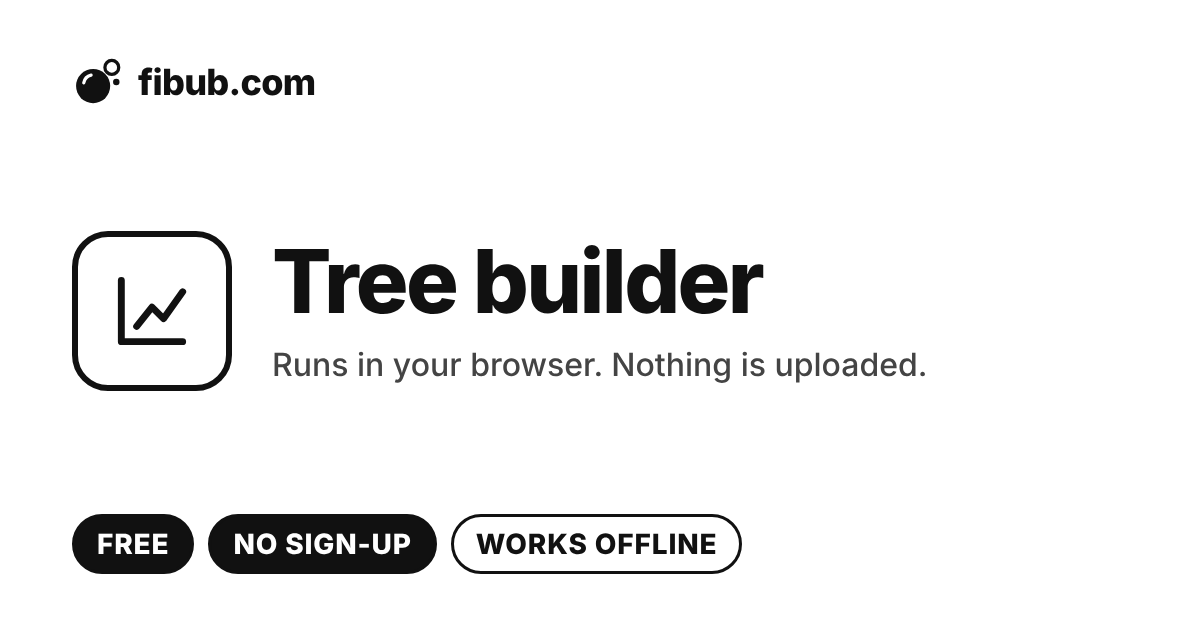 fibub.com
Tree builder
Runs in your browser. Nothing is uploaded.
FREE
NO SIGN-UP
WORKS OFFLINE